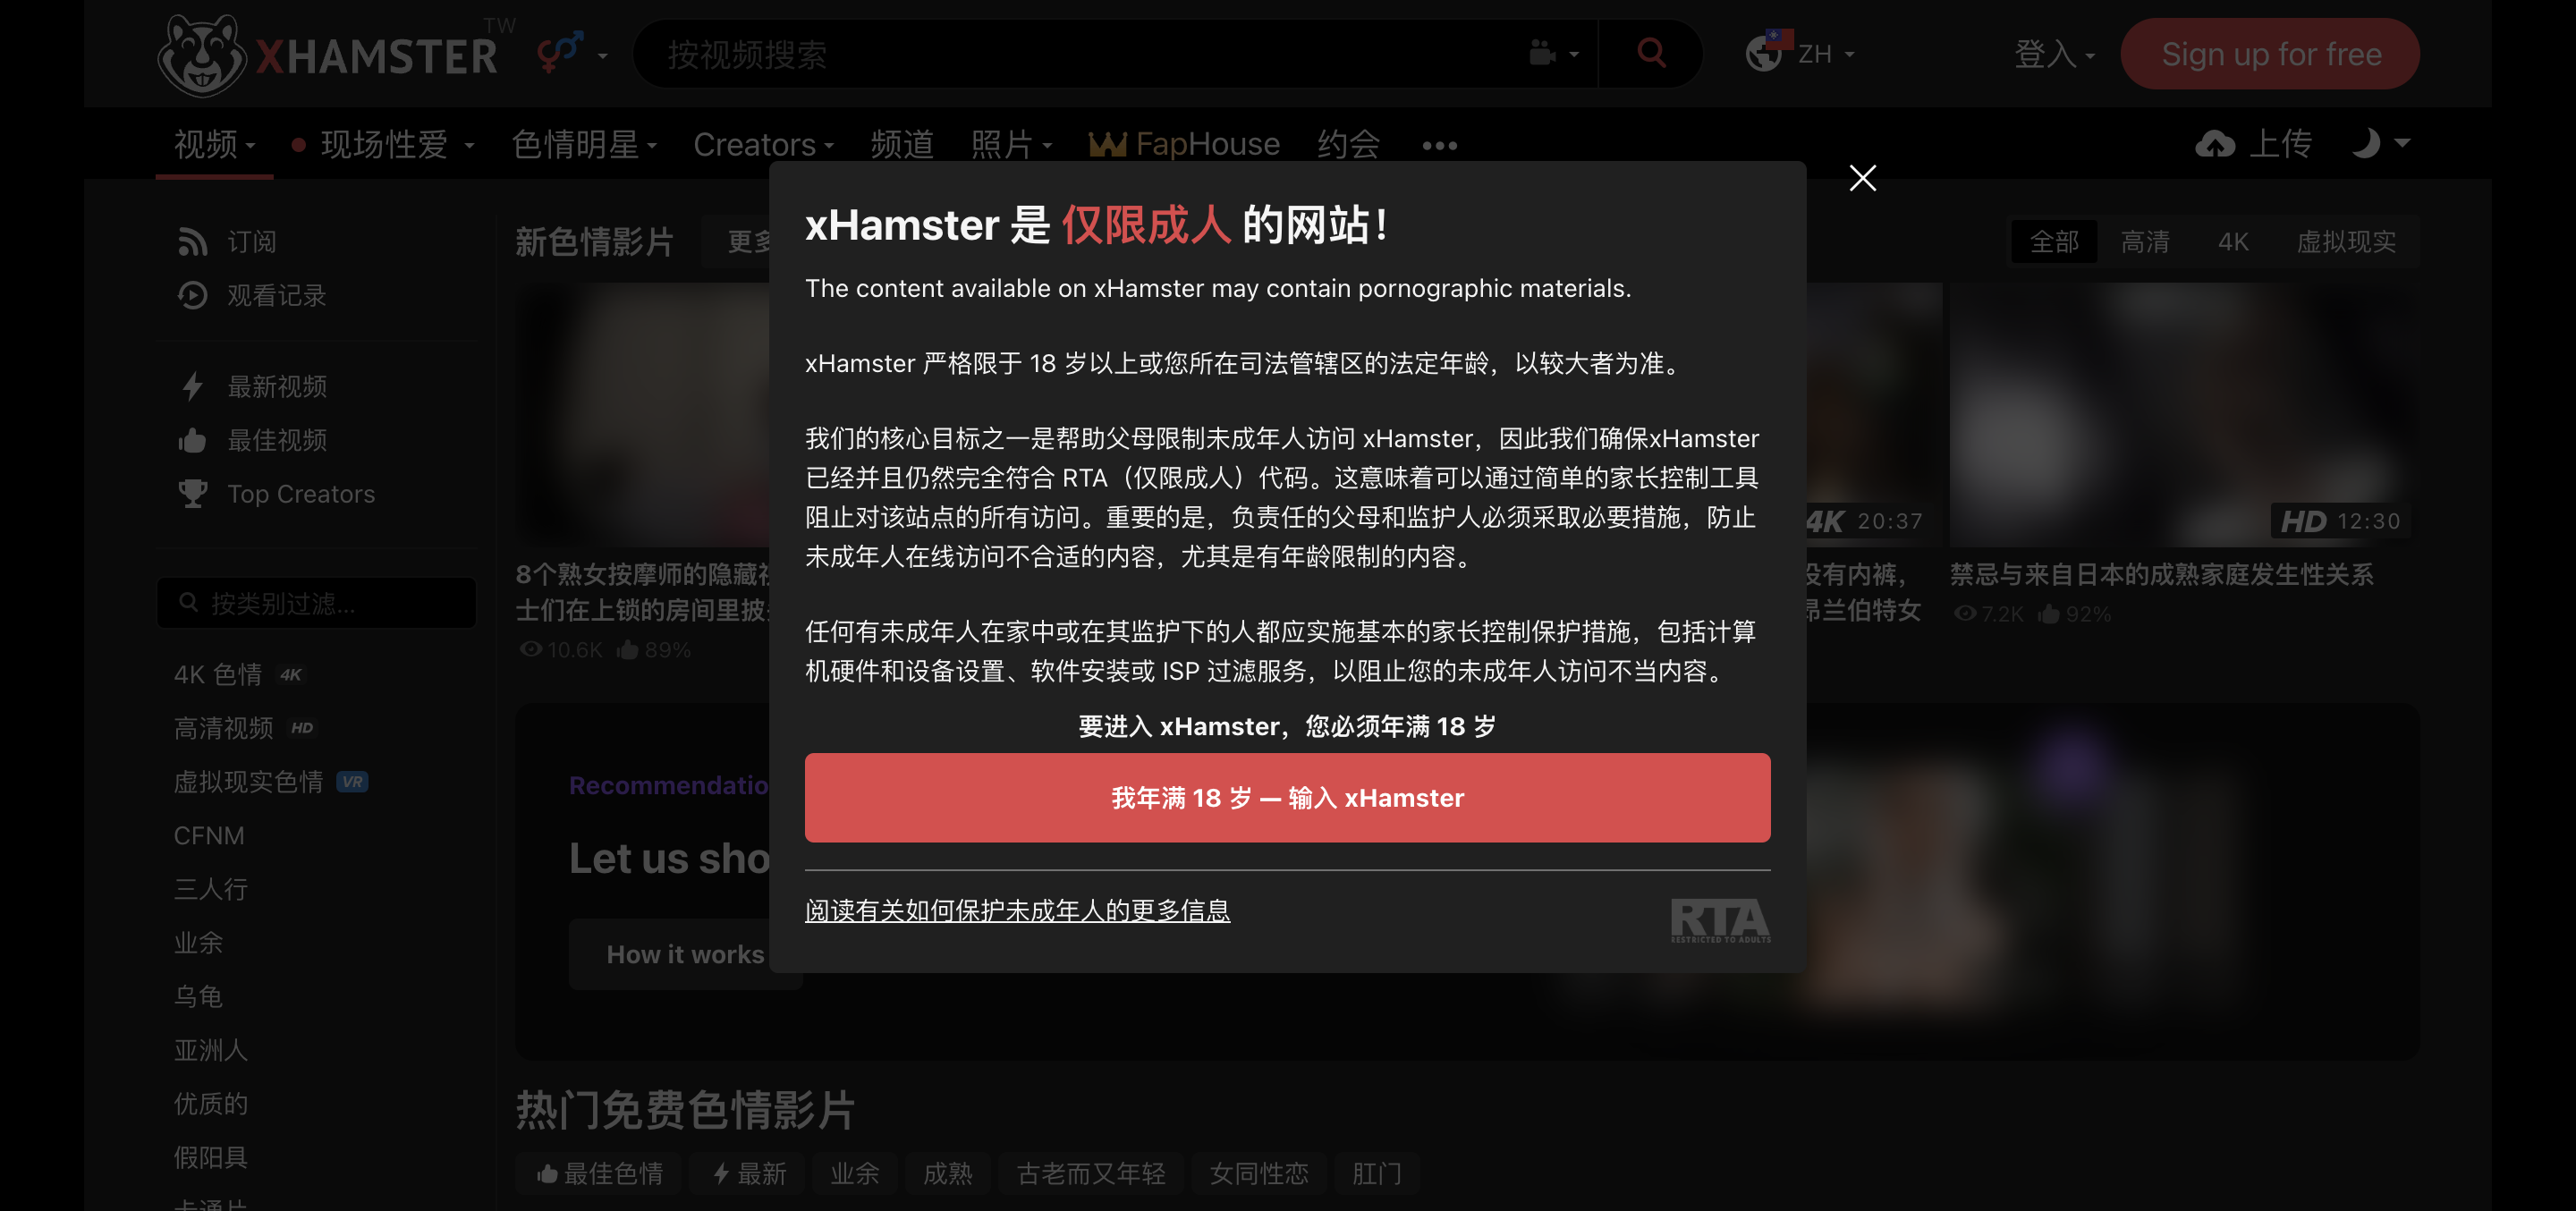 XHAMSTER TW
按视频搜索
ZH
登入
Sign up for free
视频
现场性爱
色情明星
Creators
频道
照片
FapHouse
约会
上传
订阅
观看记录
最新视频
最佳视频
Top Creators
按类别过滤...
4K 色情 4K
高清视频 HD
虚拟现实色情 VR
CFNM
三人行
业余
乌龟
亚洲人
优质的
假阳具
新色情影片
全部
高清
4K
虚拟现实
8个熟女按摩师的隐藏
士们在上锁的房间里披
10.6K 89%
4K 20:37
没有内裤，
昂兰伯特女
HD 12:30
禁忌与来自日本的成熟家庭发生性关系
7.2K 92%
xHamster 是 仅限成人 的网站！
The content available on xHamster may contain pornographic materials.
xHamster 严格限于 18 岁以上或您所在司法管辖区的法定年龄，以较大者为准。
我们的核心目标之一是帮助父母限制未成年人访问 xHamster，因此我们确保xHamster
已经并且仍然完全符合 RTA（仅限成人）代码。这意味着可以通过简单的家长控制工具
阻止对该站点的所有访问。重要的是，负责任的父母和监护人必须采取必要措施，防止
未成年人在线访问不合适的内容，尤其是有年龄限制的内容。
任何有未成年人在家中或在其监护下的人都应实施基本的家长控制保护措施，包括计算
机硬件和设备设置、软件安装或 ISP 过滤服务，以阻止您的未成年人访问不当内容。
要进入 xHamster，您必须年满 18 岁
我年满 18 岁 — 输入 xHamster
阅读有关如何保护未成年人的更多信息
RTA
RESTRICTED TO ADULTS
Recommendatio
Let us sho
How it works
热门免费色情影片
最佳色情
最新
业余
成熟
古老而又年轻
女同性恋
肛门